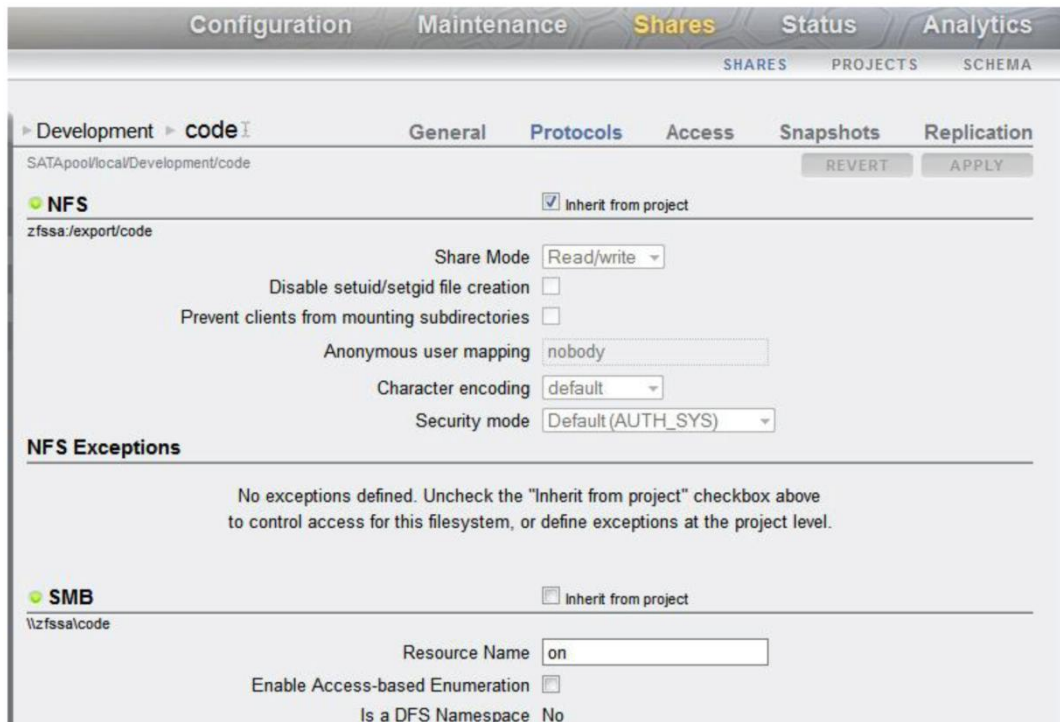 Configuration Maintenance Shares Status Analytics
SHARES PROJECTS SCHEMA
Development code General Protocols Access Snapshots Replication
SATApool/local/Development/code REVERT APPLY
NFS Inherit from project
zfssa:/export/code
Share Mode Read/write
Disable setuid/setgid file creation
Prevent clients from mounting subdirectories
Anonymous user mapping nobody
Character encoding default
Security mode Default (AUTH_SYS)
NFS Exceptions
No exceptions defined. Uncheck the "Inherit from project" checkbox above
to control access for this filesystem, or define exceptions at the project level.
SMB Inherit from project
\\zfssa\code
Resource Name on
Enable Access-based Enumeration
Is a DFS Namespace No